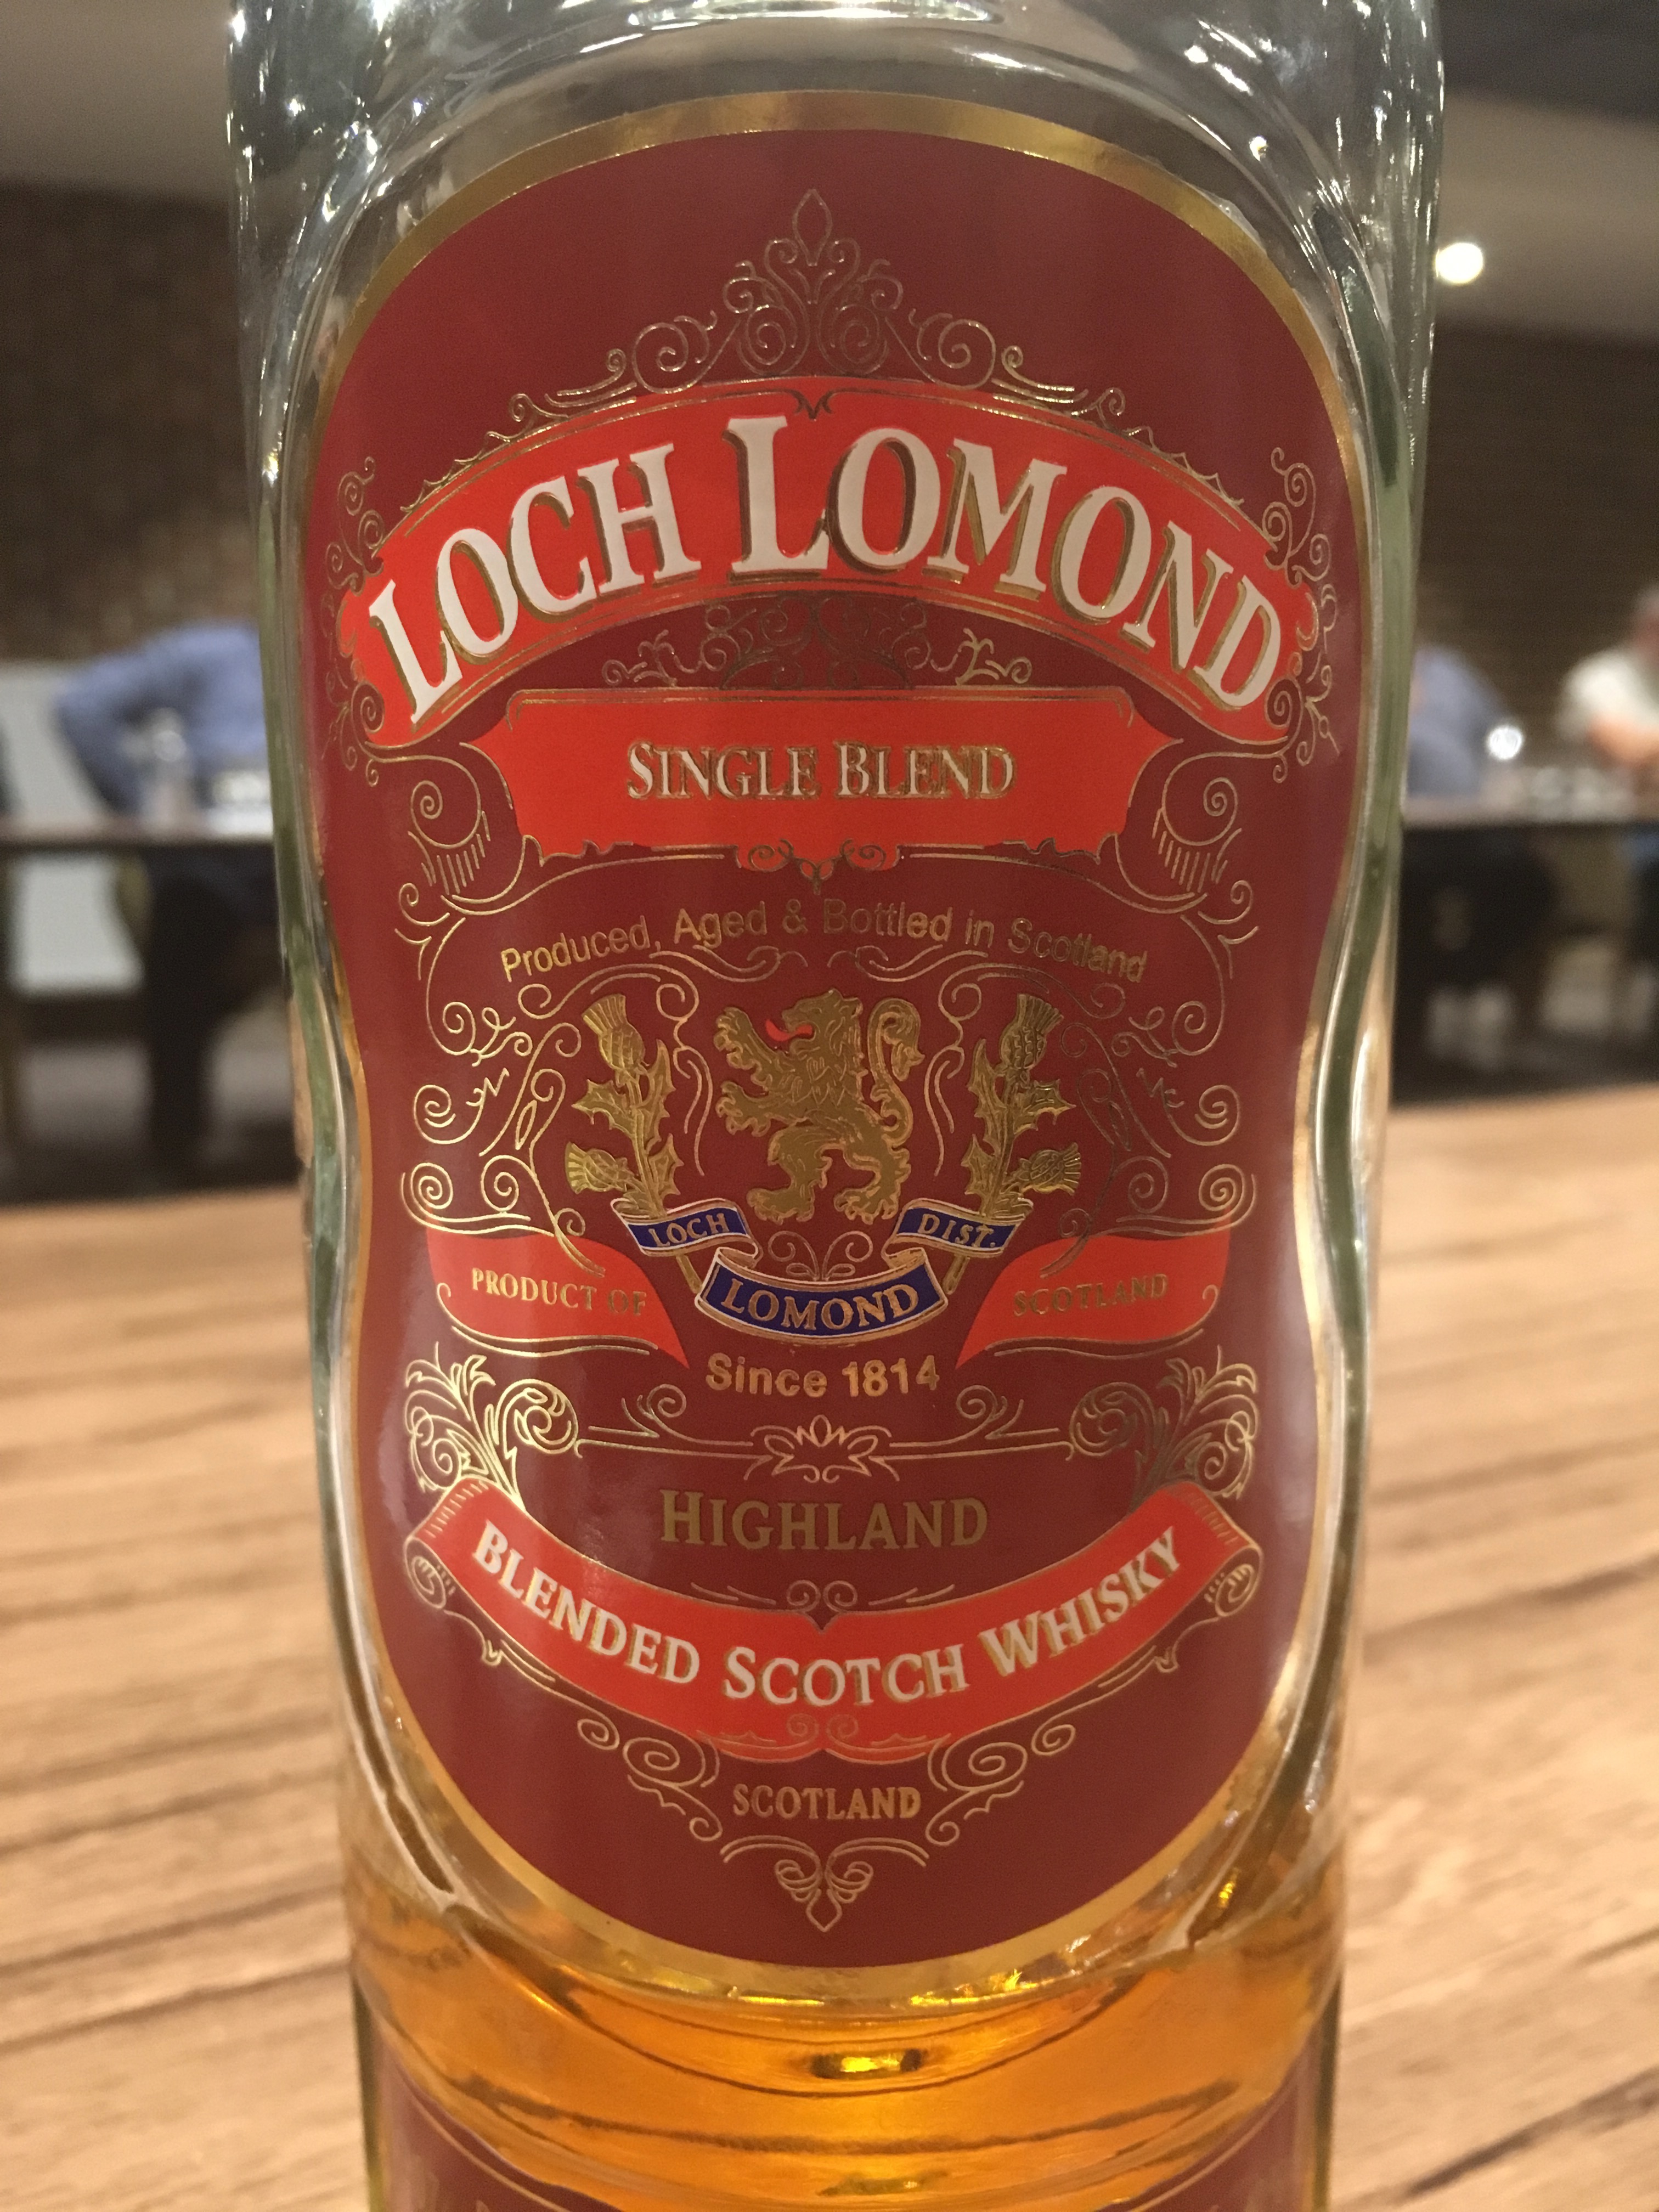 LOCH LOMOND
SINGLE BLEND
Produced, Aged & Bottled in Scotland
LOCH LOMOND DIST.
PRODUCT OF SCOTLAND
Since 1814
HIGHLAND
BLENDED SCOTCH WHISKY
SCOTLAND